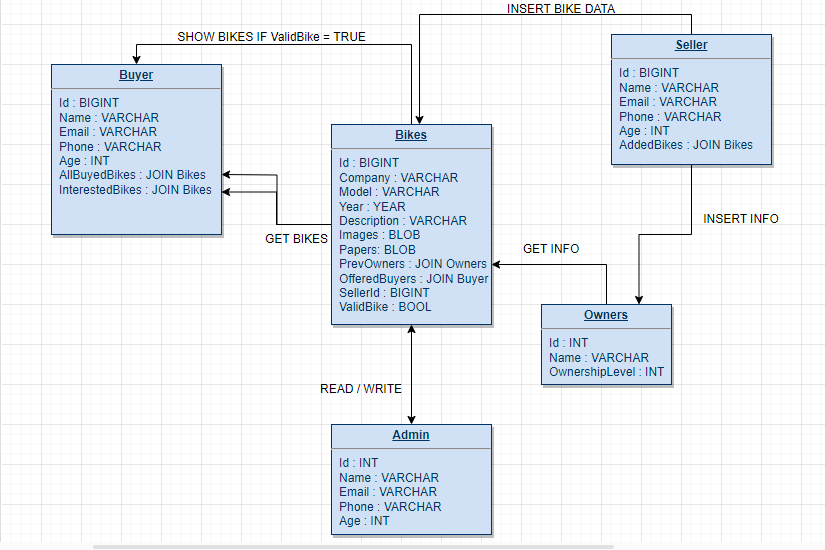 INSERT BIKE DATA
SHOW BIKES IF ValidBike = TRUE
Seller
Id : BIGINT
Name : VARCHAR
Email : VARCHAR
Phone : VARCHAR
Age : INT
AddedBikes : JOIN Bikes
Buyer
Id : BIGINT
Name : VARCHAR
Email : VARCHAR
Phone : VARCHAR
Age : INT
AllBuyedBikes : JOIN Bikes
InterestedBikes : JOIN Bikes
Bikes
Id : BIGINT
Company : VARCHAR
Model : VARCHAR
Year : YEAR
Description : VARCHAR
Images : BLOB
Papers: BLOB
PrevOwners : JOIN Owners
OfferedBuyers : JOIN Buyer
SellerId : BIGINT
ValidBike : BOOL
GET BIKES
INSERT INFO
GET INFO
Owners
Id : INT
Name : VARCHAR
OwnershipLevel : INT
READ / WRITE
Admin
Id : INT
Name : VARCHAR
Email : VARCHAR
Phone : VARCHAR
Age : INT